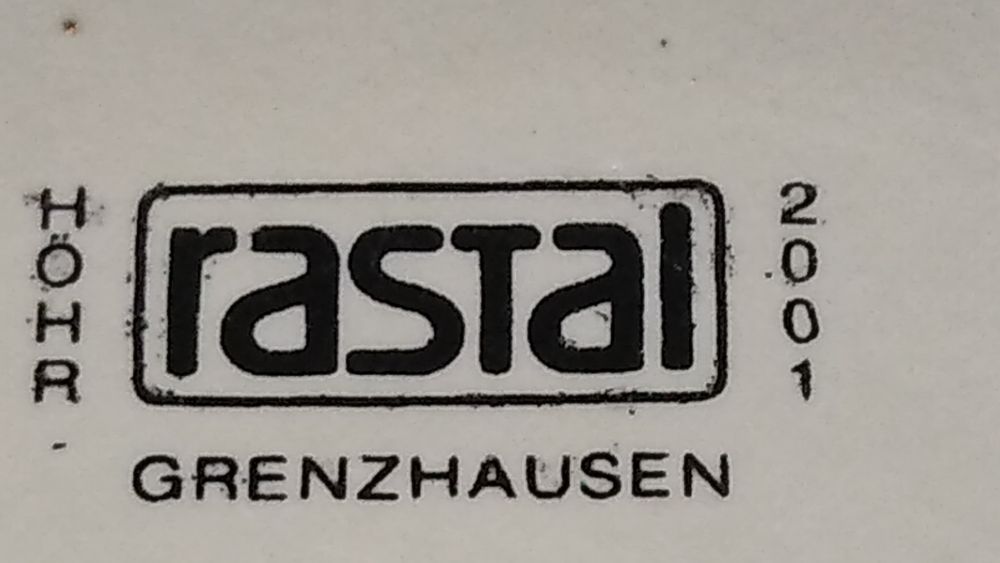 HÖHR-
rastal
GRENZHAUSEN
2001